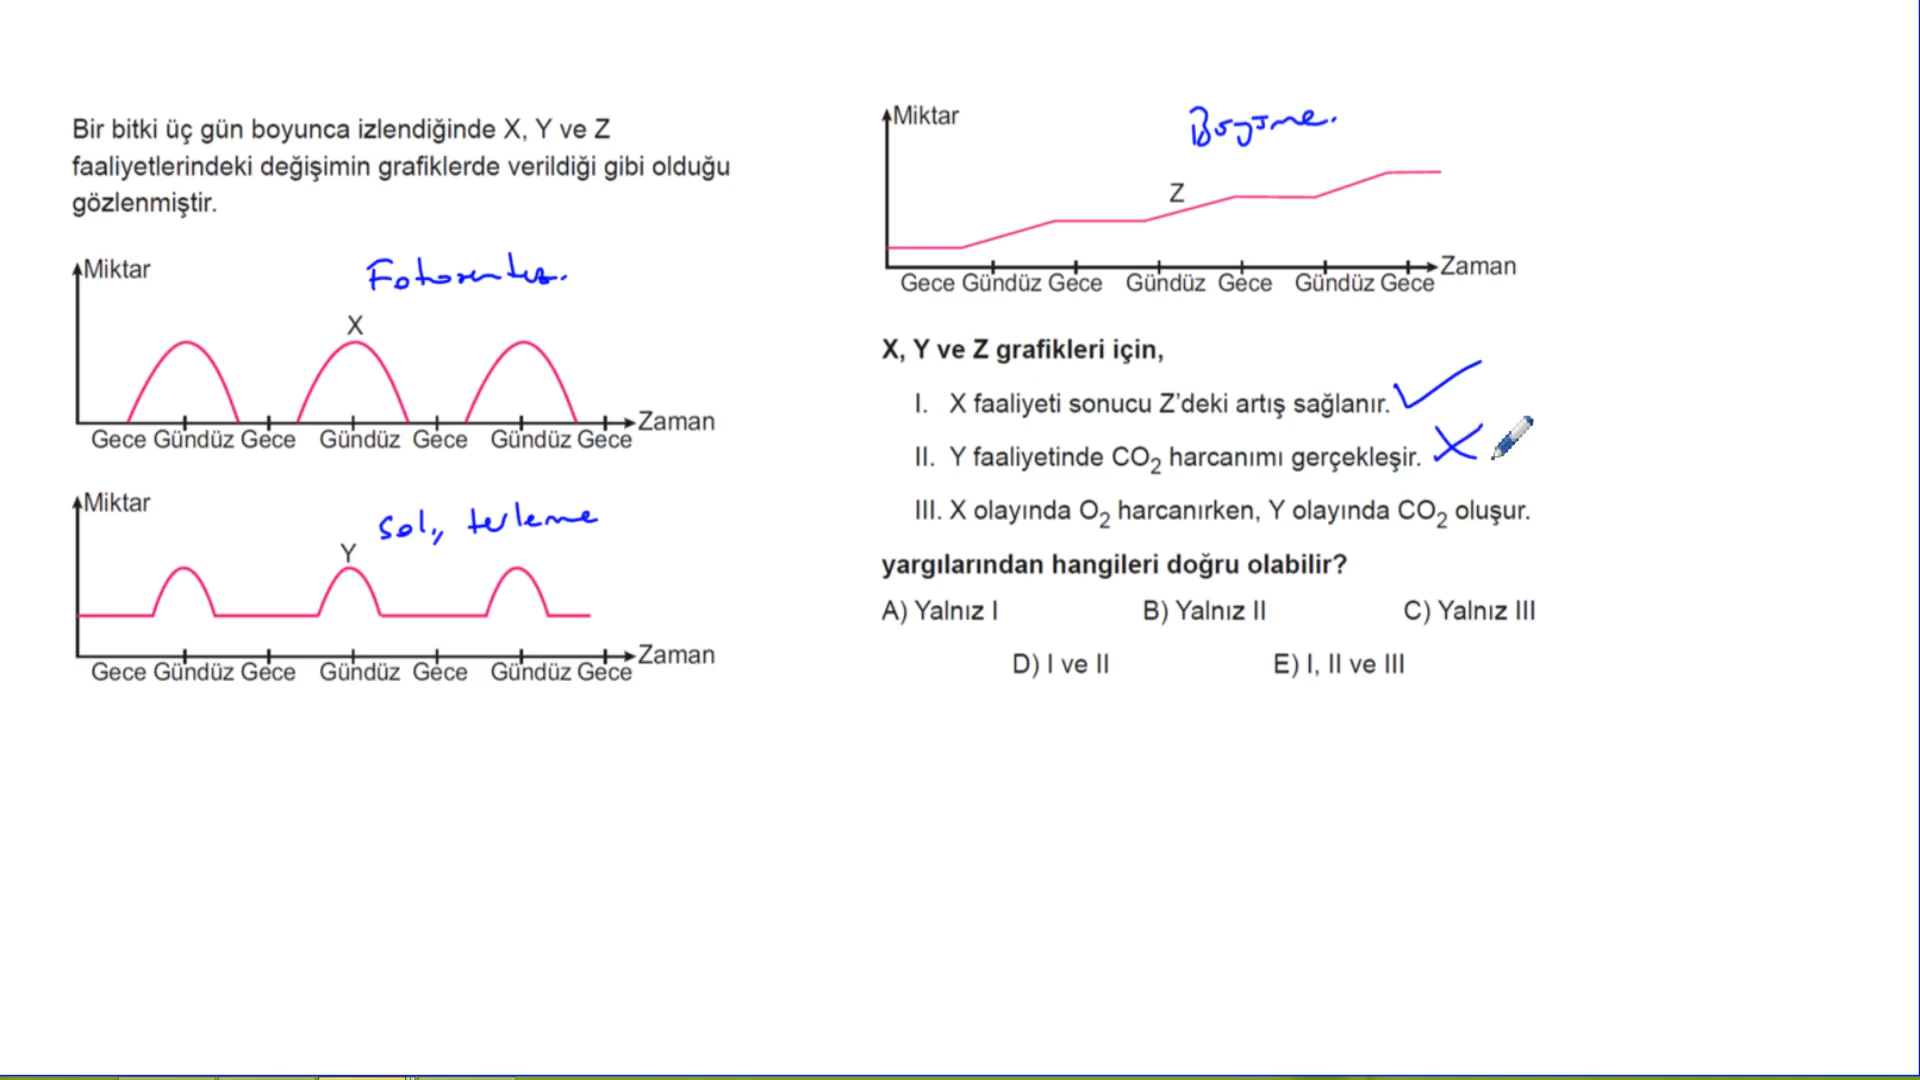 Bir bitki üç gün boyunca izlendiğinde X, Y ve Z
faaliyetlerindeki değişimin grafiklerde verildiği gibi olduğu
gözlenmiştir.
Miktar
Fotosentez.
X
Zaman
Gece Gündüz Gece Gündüz Gece Gündüz Gece
Miktar
sol., terleme
Y
Zaman
Gece Gündüz Gece Gündüz Gece Gündüz Gece
Miktar
Büyüme.
Z
Zaman
Gece Gündüz Gece Gündüz Gece Gündüz Gece
X, Y ve Z grafikleri için,
I. X faaliyeti sonucu Z'deki artış sağlanır.
II. Y faaliyetinde CO₂ harcanımı gerçekleşir.
III. X olayında O₂ harcanırken, Y olayında CO₂ oluşur.
yargılarından hangileri doğru olabilir?
A) Yalnız I B) Yalnız II C) Yalnız III
D) I ve II E) I, II ve III